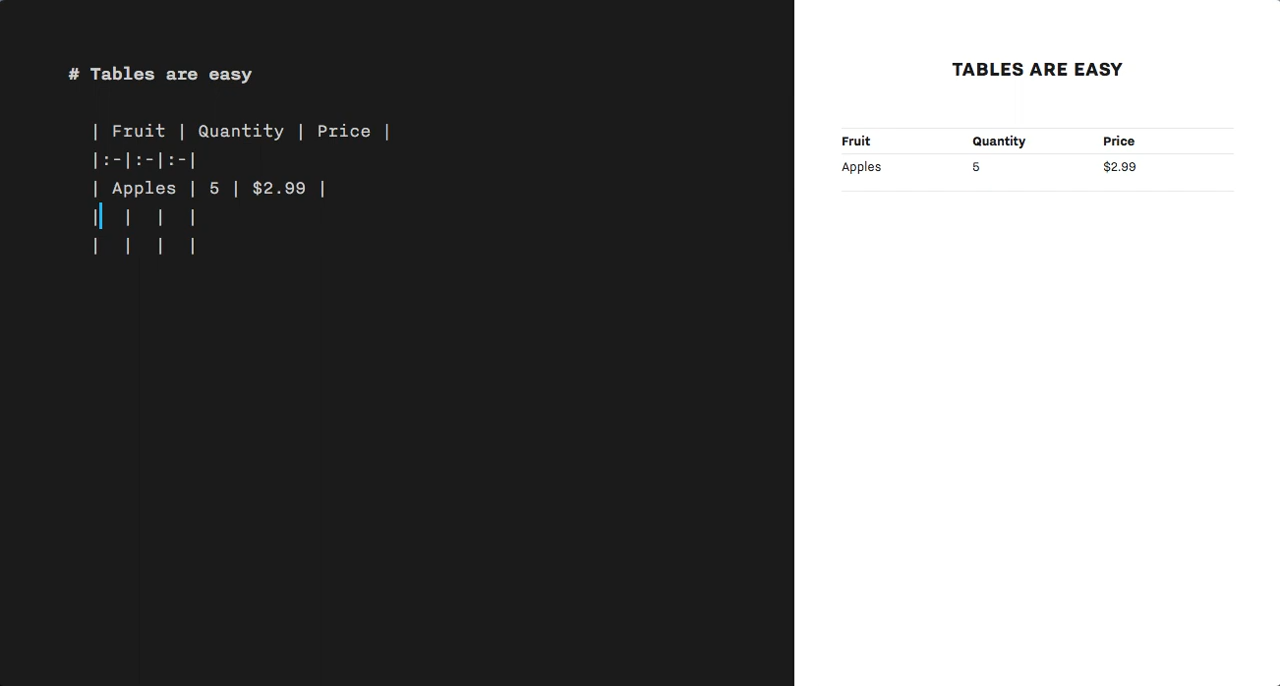 # Tables are easy
| Fruit | Quantity | Price |
|:-|:-|:-|
| Apples | 5 | $2.99 |
|  |  |  |
|  |  |  |
TABLES ARE EASY
Fruit Quantity Price
Apples 5 $2.99